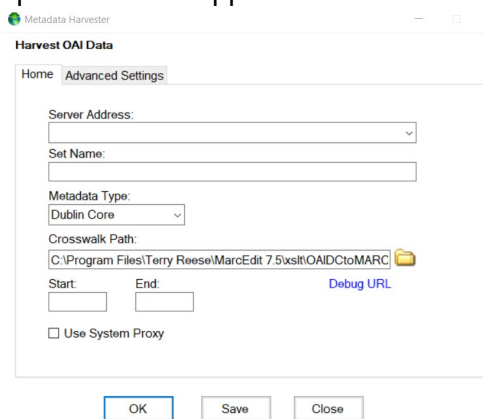 Metadata Harvester
Harvest OAI Data
Home Advanced Settings
Server Address:
Set Name:
Metadata Type:
Dublin Core
Crosswalk Path:
C:\Program Files\Terry Reese\MarcEdit 7.5\xslt\OAIDCtoMARC
Start: End: Debug URL
Use System Proxy
OK Save Close